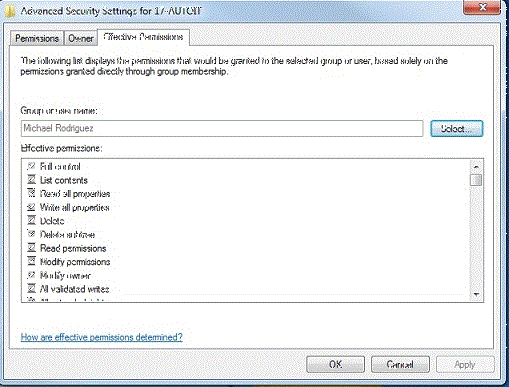 Advanced Security Settings for 17-AUTOIT
Permissions Owner Effective Permissions
The following list displays the permissions that would be granted to the selected group or user, based solely on the
permissions granted directly through group membership.
Group or user name:
Michael Rodriguez
Select...
Effective permissions:
Full control
List contents
Read all properties
Write all properties
Delete
Delete subtree
Read permissions
Modify permissions
Modify owner
All validated writes
How are effective permissions determined?
OK Cancel Apply